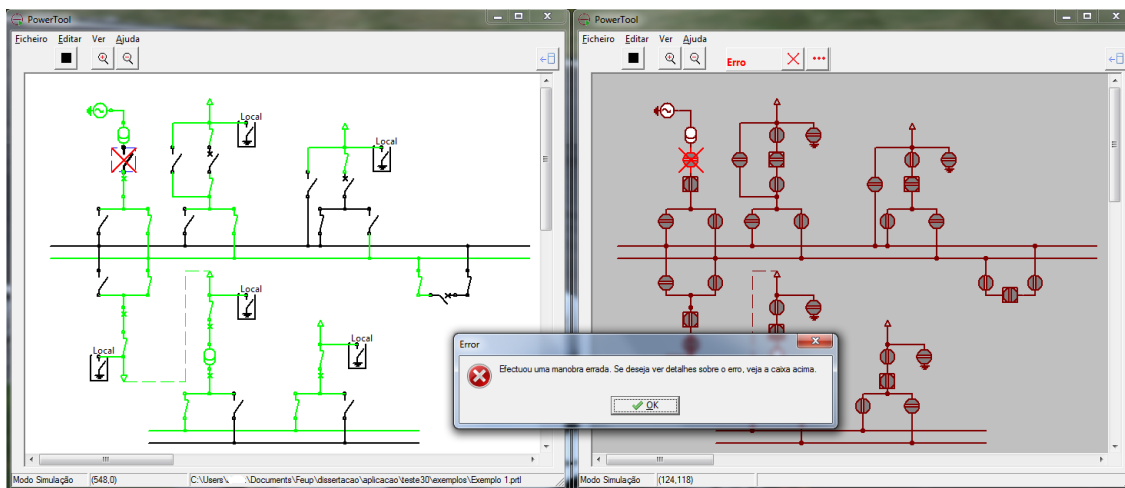 PowerTool
Ficheiro Editar Ver Ajuda
Local
Local
Local
Local
Local
Modo Simulação (548,0) C:\Users\ .\Documents\Feup\dissertacao\aplicacao\teste30\exemplos\Exemplo 1.prtl
PowerTool
Ficheiro Editar Ver Ajuda
Erro
Error
Efectuou uma manobra errada. Se deseja ver detalhes sobre o erro, veja a caixa acima.
OK
Modo Simulação (124,118)